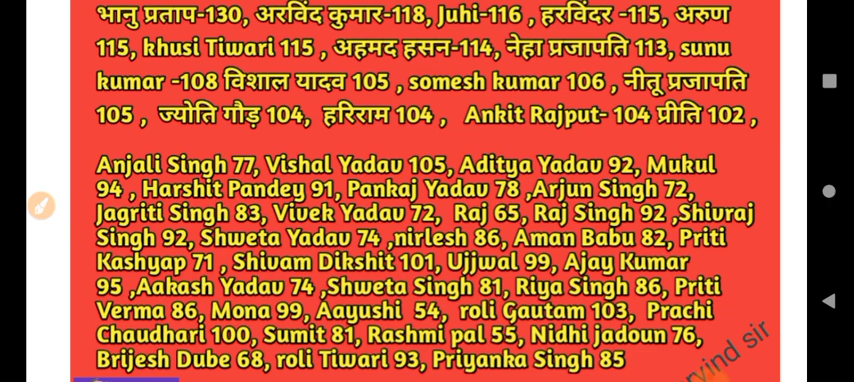 भानु प्रताप-130, अरविंद कुमार-118, Juhi-116 , हरविंदर -115, अरुण
115, khusi Tiwari 115 , अहमद हसन-114, नेहा प्रजापति 113, sunu
kumar -108 विशाल यादव 105 , somesh kumar 106 , नीतू प्रजापति
105 , ज्योति गौड़ 104, हरिराम 104 , Ankit Rajput- 104 प्रीति 102 ,
Anjali Singh 77, Vishal Yadav 105, Aditya Yadav 92, Mukul
94 , Harshit Pandey 91, Pankaj Yadav 78 ,Arjun Singh 72,
Jagriti Singh 83, Vivek Yadav 72, Raj 65, Raj Singh 92 ,Shivraj
Singh 92, Shweta Yadav 74 ,nirlesh 86, Aman Babu 82, Priti
Kashyap 71 , Shivam Dikshit 101, Ujjwal 99, Ajay Kumar
95 ,Aakash Yadav 74 ,Shweta Singh 81, Riya Singh 86, Priti
Verma 86, Mona 99, Aayushi 54, roli Gautam 103, Prachi
Chaudhari 100, Sumit 81, Rashmi pal 55, Nidhi jadoun 76,
Brijesh Dube 68, roli Tiwari 93, Priyanka Singh 85
sir